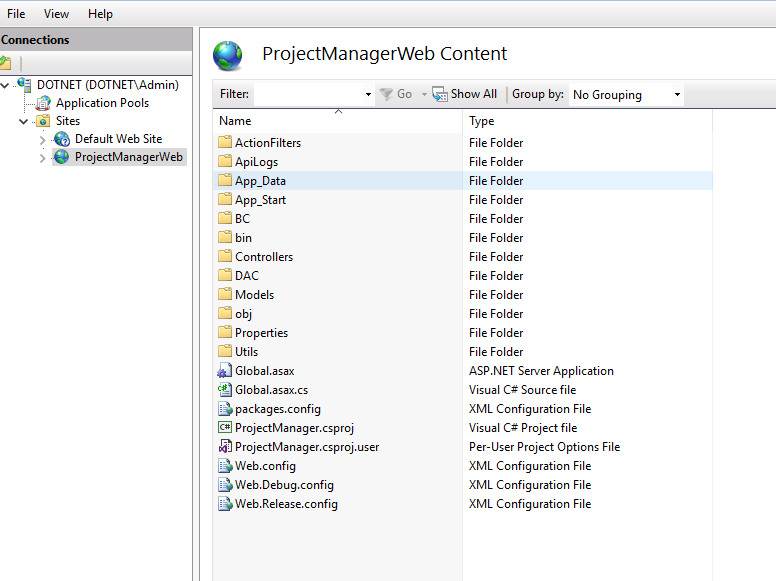 File View Help
Connections
DOTNET (DOTNET\Admin)
Application Pools
Sites
Default Web Site
ProjectManagerWeb
ProjectManagerWeb Content
Filter: Go Show All Group by: No Grouping
Name Type
ActionFilters File Folder
ApiLogs File Folder
App_Data File Folder
App_Start File Folder
BC File Folder
bin File Folder
Controllers File Folder
DAC File Folder
Models File Folder
obj File Folder
Properties File Folder
Utils File Folder
Global.asax ASP.NET Server Application
Global.asax.cs Visual C# Source file
packages.config XML Configuration File
ProjectManager.csproj Visual C# Project file
ProjectManager.csproj.user Per-User Project Options File
Web.config XML Configuration File
Web.Debug.config XML Configuration File
Web.Release.config XML Configuration File